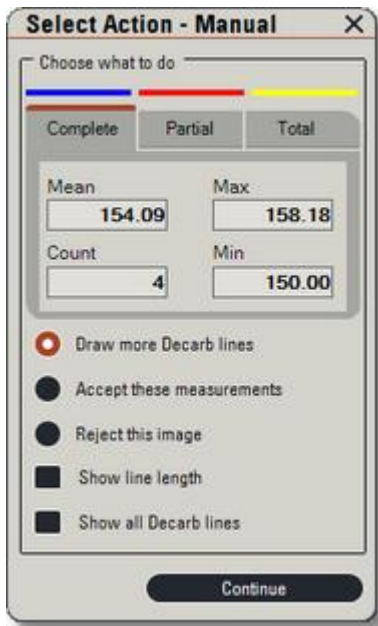 Select Action - Manual
Choose what to do
Complete Partial Total
Mean Max
154.09 158.18
Count Min
4 150.00
Draw more Decarb lines
Accept these measurements
Reject this image
Show line length
Show all Decarb lines
Continue